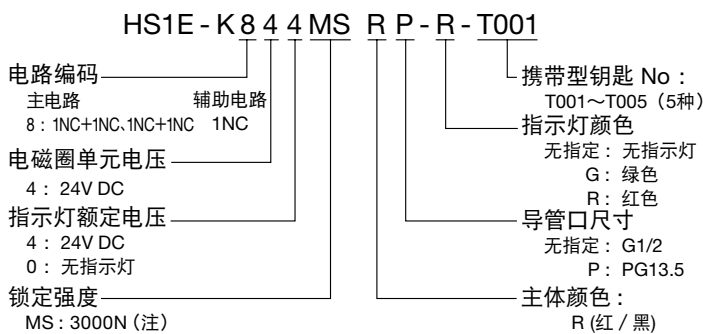 HS1E - K 8 4 4 MS R P - R - T001
电路编码
主电路 辅助电路
8：1NC+1NC、1NC+1NC 1NC
电磁圈单元电压
4： 24V DC
指示灯额定电压
4： 24V DC
0： 无指示灯
锁定强度
MS：3000N（注）
携带型钥匙 No：
T001～T005（5种）
指示灯颜色
无指定：无指示灯
G： 绿色
R： 红色
导管口尺寸
无指定：G1/2
P： PG13.5
主体颜色：
R (红 / 黑)